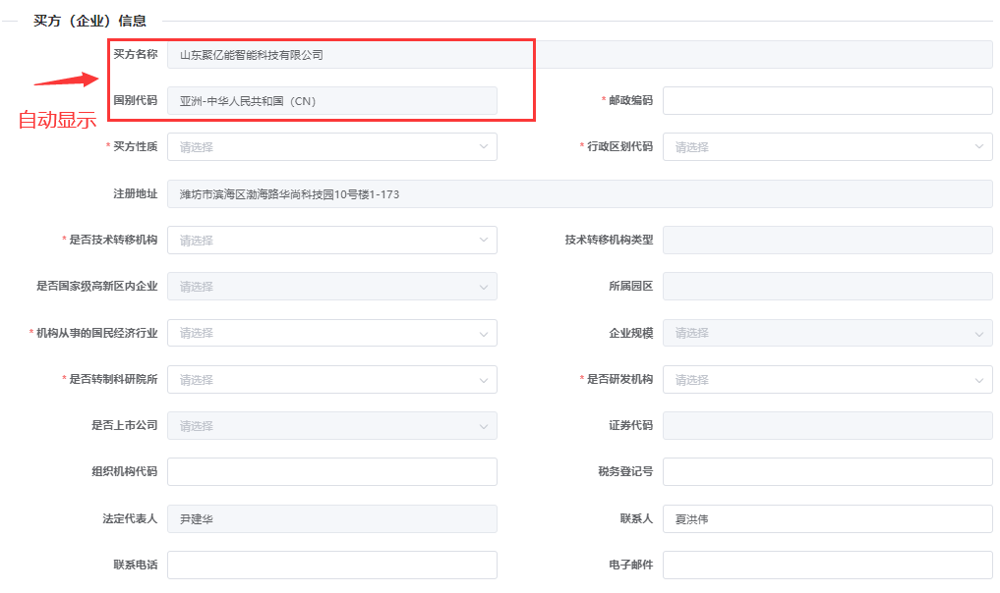 买方（企业）信息
买方名称 山东聚亿能智能科技有限公司
国别代码 亚洲-中华人民共和国（CN） * 邮政编码
自动显示
* 买方性质 请选择 * 行政区划代码 请选择
注册地址 潍坊市滨海区渤海路华尚科技园10号楼1-173
* 是否技术转移机构 请选择 技术转移机构类型
是否国家级高新区内企业 请选择 所属园区
* 机构从事的国民经济行业 请选择 企业规模 请选择
* 是否转制科研院所 请选择 * 是否研发机构 请选择
是否上市公司 请选择 证券代码
组织机构代码 税务登记号
法定代表人 尹建华 联系人 夏洪伟
联系电话 电子邮件